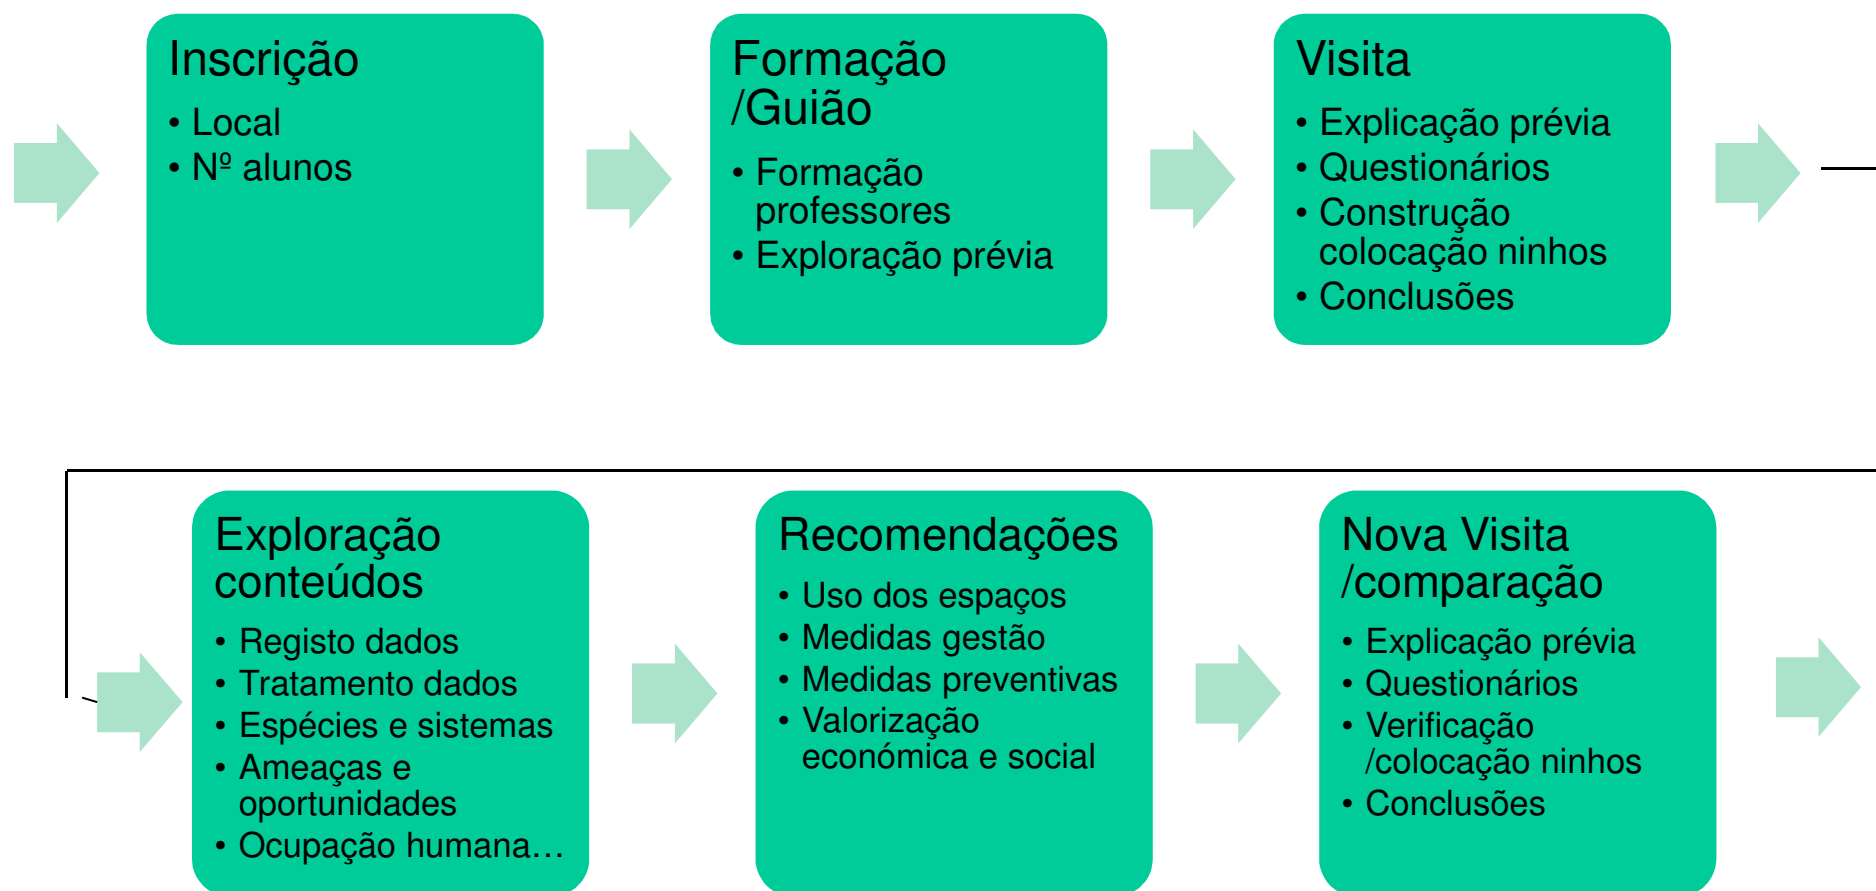 Inscrição
• Local
• Nº alunos
Formação
/Guião
• Formação
professores
• Exploração prévia
Visita
• Explicação prévia
• Questionários
• Construção
colocação ninhos
• Conclusões
Exploração
conteúdos
• Registo dados
• Tratamento dados
• Espécies e sistemas
• Ameaças e
oportunidades
• Ocupação humana…
Recomendações
• Uso dos espaços
• Medidas gestão
• Medidas preventivas
• Valorização
económica e social
Nova Visita
/comparação
• Explicação prévia
• Questionários
• Verificação
/colocação ninhos
• Conclusões